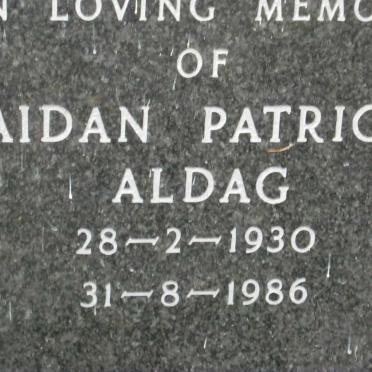 N LOVING MEMO
OF
AIDAN PATRIC
ALDAG
28–2–1930
31–8–1986